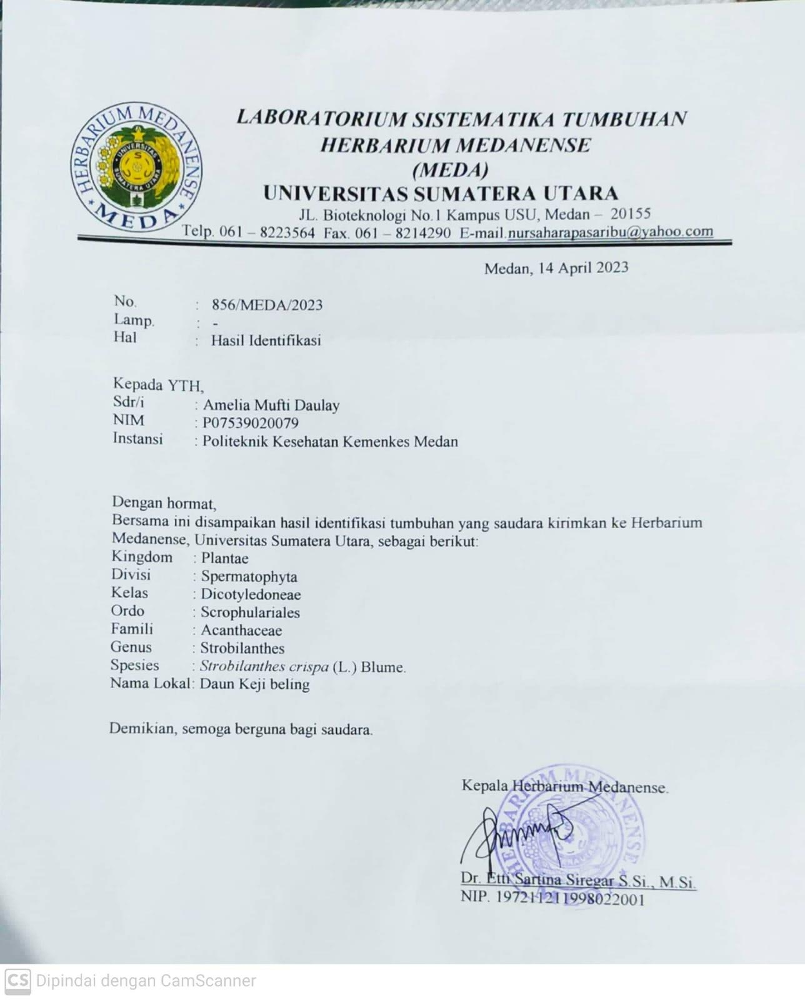 HERBARIUM MEDANENSE
UNIVERSITAS SUMATERA UTARA
* MEDA *
LABORATORIUM SISTEMATIKA TUMBUHAN
HERBARIUM MEDANENSE
(MEDA)
UNIVERSITAS SUMATERA UTARA
JL. Bioteknologi No.1 Kampus USU, Medan – 20155
Telp. 061 – 8223564 Fax. 061 – 8214290 E-mail.nursaharapasaribu@yahoo.com
Medan, 14 April 2023
No. : 856/MEDA/2023
Lamp. : -
Hal : Hasil Identifikasi
Kepada YTH,
Sdr/i : Amelia Mufti Daulay
NIM : P07539020079
Instansi : Politeknik Kesehatan Kemenkes Medan
Dengan hormat,
Bersama ini disampaikan hasil identifikasi tumbuhan yang saudara kirimkan ke Herbarium
Medanense, Universitas Sumatera Utara, sebagai berikut:
Kingdom : Plantae
Divisi : Spermatophyta
Kelas : Dicotyledoneae
Ordo : Scrophulariales
Famili : Acanthaceae
Genus : Strobilanthes
Spesies : Strobilanthes crispa (L.) Blume.
Nama Lokal: Daun Keji beling
Demikian, semoga berguna bagi saudara.
Kepala Herbarium Medanense.
HERBARIUM MEDANENSE
Dr. Etti Sartina Siregar S.Si., M.Si.
NIP. 197211211998022001
CS Dipindai dengan CamScanner